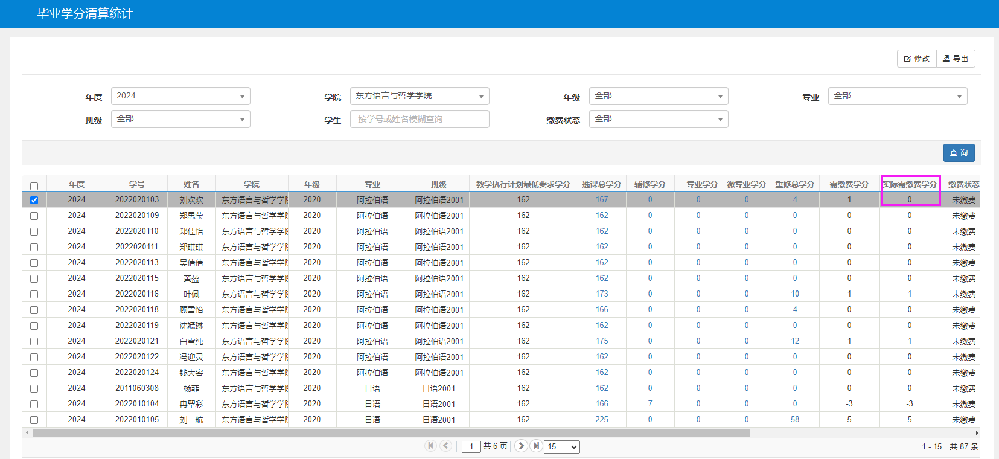 毕业学分清算统计
修改 导出
年度 2024 学院 东方语言与哲学学院 年级 全部 专业 全部
班级 全部 学生 按学号或姓名模糊查询 缴费状态 全部
查 询
年度 学号 姓名 学院 年级 专业 班级 教学执行计划最低要求学分 选课总学分 辅修学分 二专业学分 微专业学分 重修总学分 需缴费学分 实际需缴费学分 缴费状态
2024 2022020103 刘欢欢 东方语言与哲学学院 2020 阿拉伯语 阿拉伯语2001 162 167 0 0 0 4 1 0 未缴费
2024 2022020109 郑思莹 东方语言与哲学学院 2020 阿拉伯语 阿拉伯语2001 162 162 0 0 0 0 0 0 未缴费
2024 2022020110 郑佳怡 东方语言与哲学学院 2020 阿拉伯语 阿拉伯语2001 162 162 0 0 0 0 0 0 未缴费
2024 2022020111 郑琪琪 东方语言与哲学学院 2020 阿拉伯语 阿拉伯语2001 162 162 0 0 0 0 0 0 未缴费
2024 2022020113 吴倩倩 东方语言与哲学学院 2020 阿拉伯语 阿拉伯语2001 162 162 0 0 0 0 0 0 未缴费
2024 2022020115 黄盈 东方语言与哲学学院 2020 阿拉伯语 阿拉伯语2001 162 162 0 0 0 0 0 0 未缴费
2024 2022020116 叶佩 东方语言与哲学学院 2020 阿拉伯语 阿拉伯语2001 162 173 0 0 0 10 1 1 未缴费
2024 2022020118 顾雪怡 东方语言与哲学学院 2020 阿拉伯语 阿拉伯语2001 162 166 0 0 0 4 0 0 未缴费
2024 2022020119 沈嫣琳 东方语言与哲学学院 2020 阿拉伯语 阿拉伯语2001 162 162 0 0 0 0 0 0 未缴费
2024 2022020121 白雪纯 东方语言与哲学学院 2020 阿拉伯语 阿拉伯语2001 162 175 0 0 0 12 1 1 未缴费
2024 2022020122 冯迎灵 东方语言与哲学学院 2020 阿拉伯语 阿拉伯语2001 162 162 0 0 0 0 0 0 未缴费
2024 2022020124 钱大容 东方语言与哲学学院 2020 阿拉伯语 阿拉伯语2001 162 162 0 0 0 0 0 0 未缴费
2024 2011060308 杨菲 东方语言与哲学学院 2020 日语 日语2001 162 162 0 0 0 0 0 0 未缴费
2024 2022010104 冉翠彩 东方语言与哲学学院 2020 日语 日语2001 162 166 7 0 0 0 -3 -3 未缴费
2024 2022010105 刘一航 东方语言与哲学学院 2020 日语 日语2001 162 225 0 0 0 58 5 5 未缴费
1 共 6 页 15 1 - 15 共 87 条